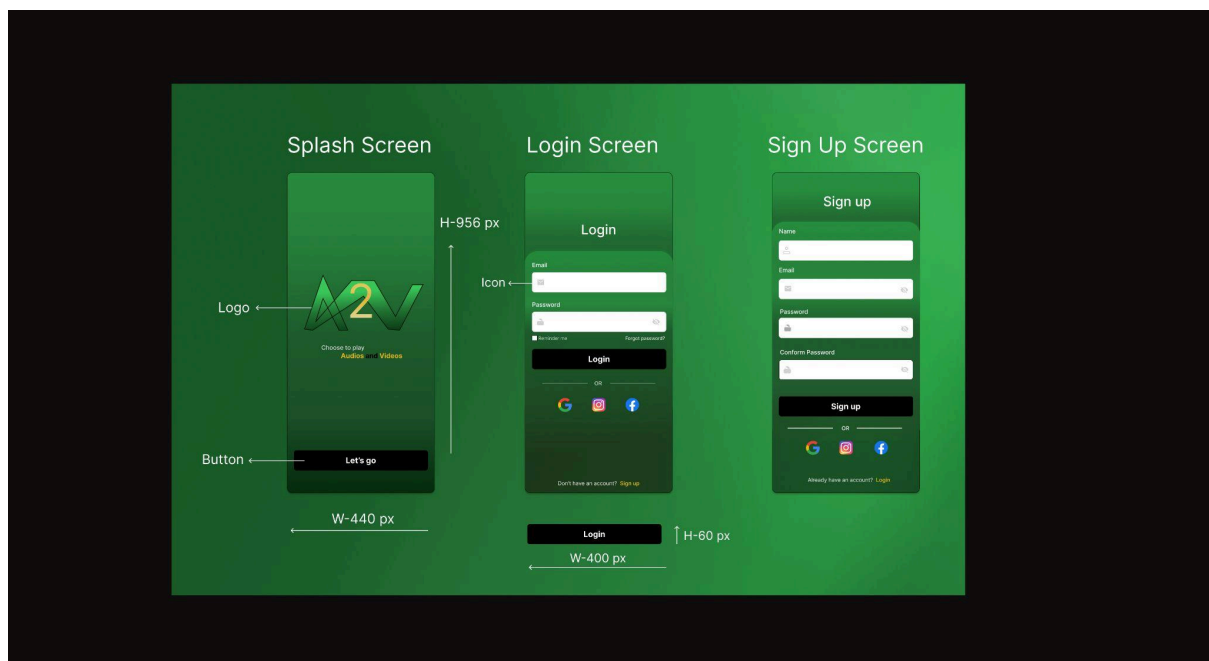 Splash Screen
Login Screen
Sign Up Screen
H-956 px
Logo
A2V
Choose to play
Audios and Videos
Let's go
Button
W-440 px
Login
Icon
Email
Password
Reminder me
Forgot password?
Login
OR
Don't have an account? Sign up
Login
H-60 px
W-400 px
Sign up
Name
Email
Password
Conform Password
Sign up
OR
Already have an account? Login